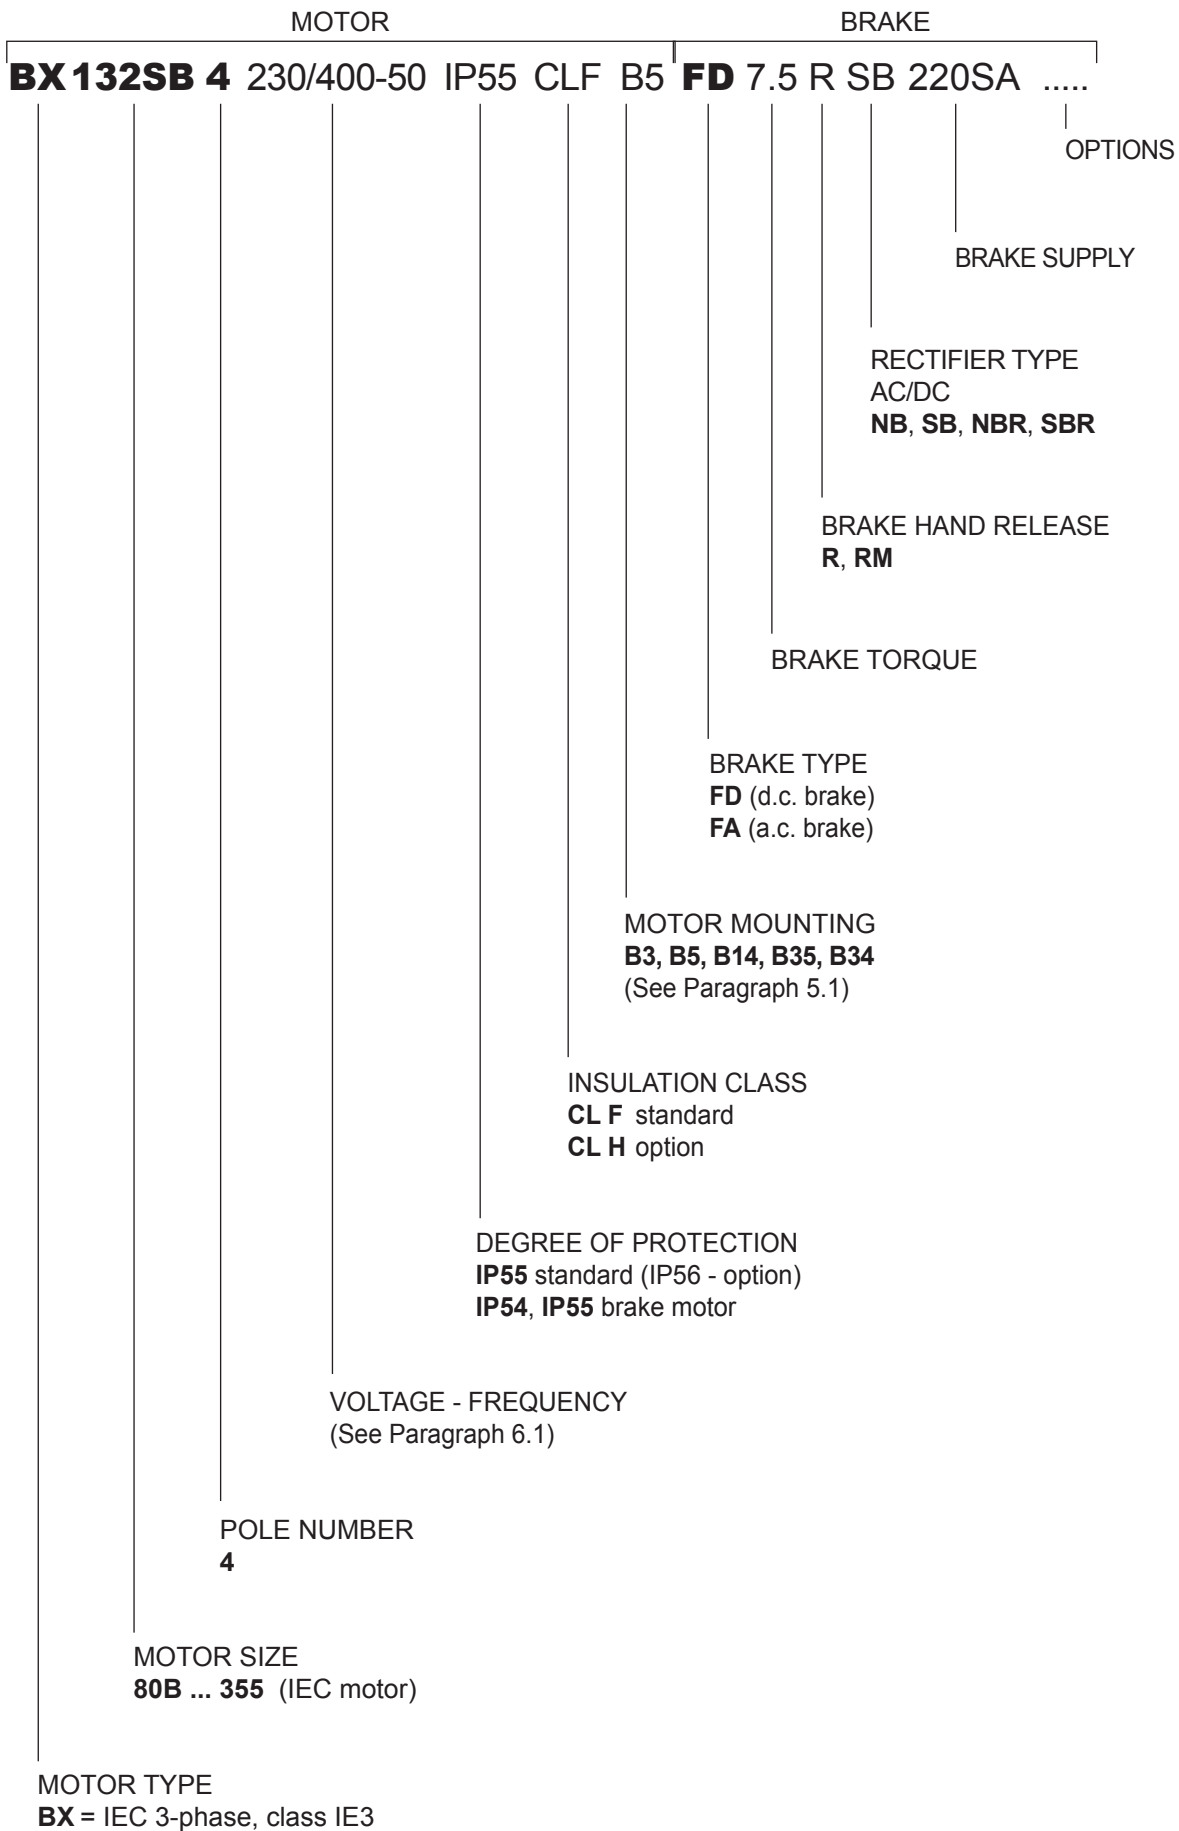 MOTOR BRAKE
BX 132SB 4 230/400-50 IP55 CLF B5 FD 7.5 R SB 220SA .....
OPTIONS
BRAKE SUPPLY
RECTIFIER TYPE
AC/DC
NB, SB, NBR, SBR
BRAKE HAND RELEASE
R, RM
BRAKE TORQUE
BRAKE TYPE
FD (d.c. brake)
FA (a.c. brake)
MOTOR MOUNTING
B3, B5, B14, B35, B34
(See Paragraph 5.1)
INSULATION CLASS
CL F standard
CL H option
DEGREE OF PROTECTION
IP55 standard (IP56 - option)
IP54, IP55 brake motor
VOLTAGE - FREQUENCY
(See Paragraph 6.1)
POLE NUMBER
4
MOTOR SIZE
80B ... 355 (IEC motor)
MOTOR TYPE
BX = IEC 3-phase, class IE3